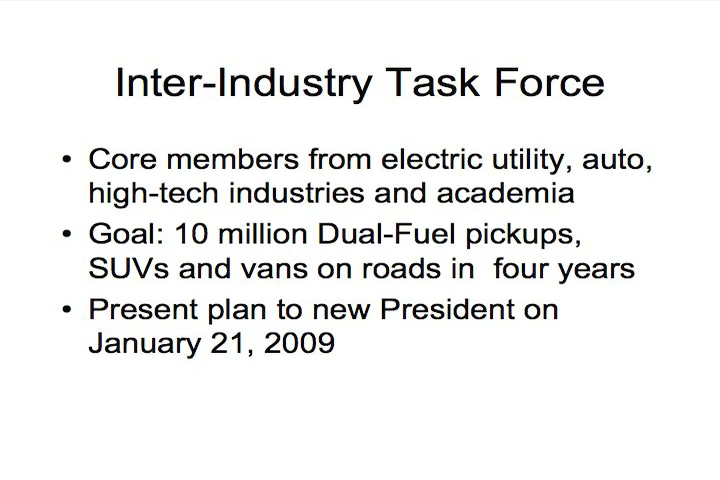 Inter-Industry Task Force
• Core members from electric utility, auto,
high-tech industries and academia
• Goal: 10 million Dual-Fuel pickups,
SUVs and vans on roads in  four years
• Present plan to new President on
January 21, 2009